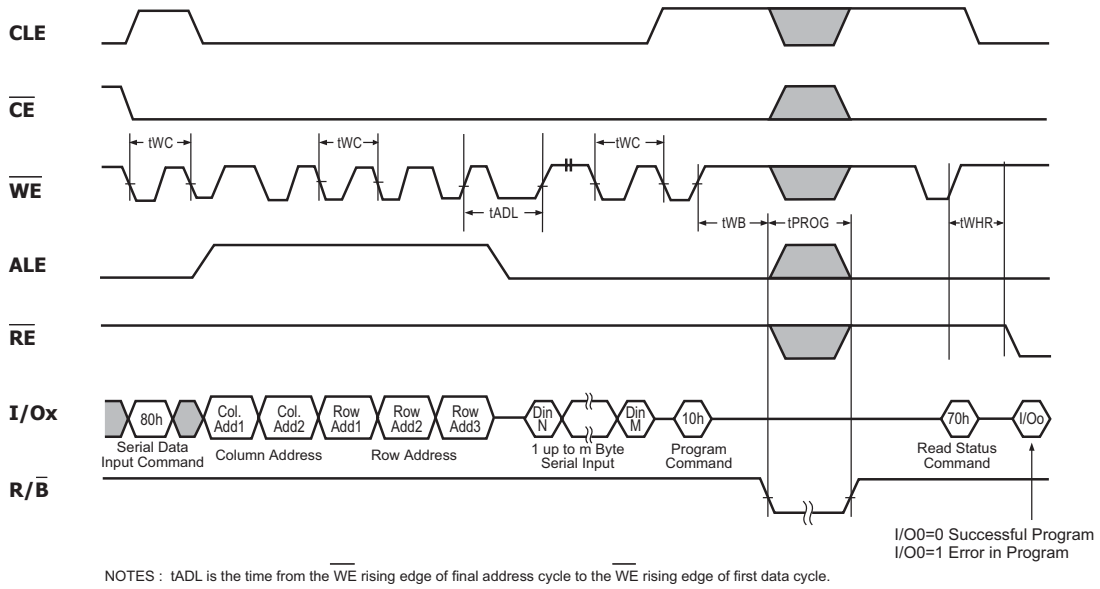 CLE
CE
tWC
tWC
tWC
WE
tADL
tWB
tPROG
tWHR
ALE
RE
I/Ox
80h
Col.
Add1
Col.
Add2
Row
Add1
Row
Add2
Row
Add3
Din
N
Din
M
10h
70h
I/Oo
Serial Data
Input Command
Column Address
Row Address
1 up to m Byte
Serial Input
Program
Command
Read Status
Command
R/B
I/O0=0 Successful Program
I/O0=1 Error in Program
NOTES : tADL is the time from the WE rising edge of final address cycle to the WE rising edge of first data cycle.